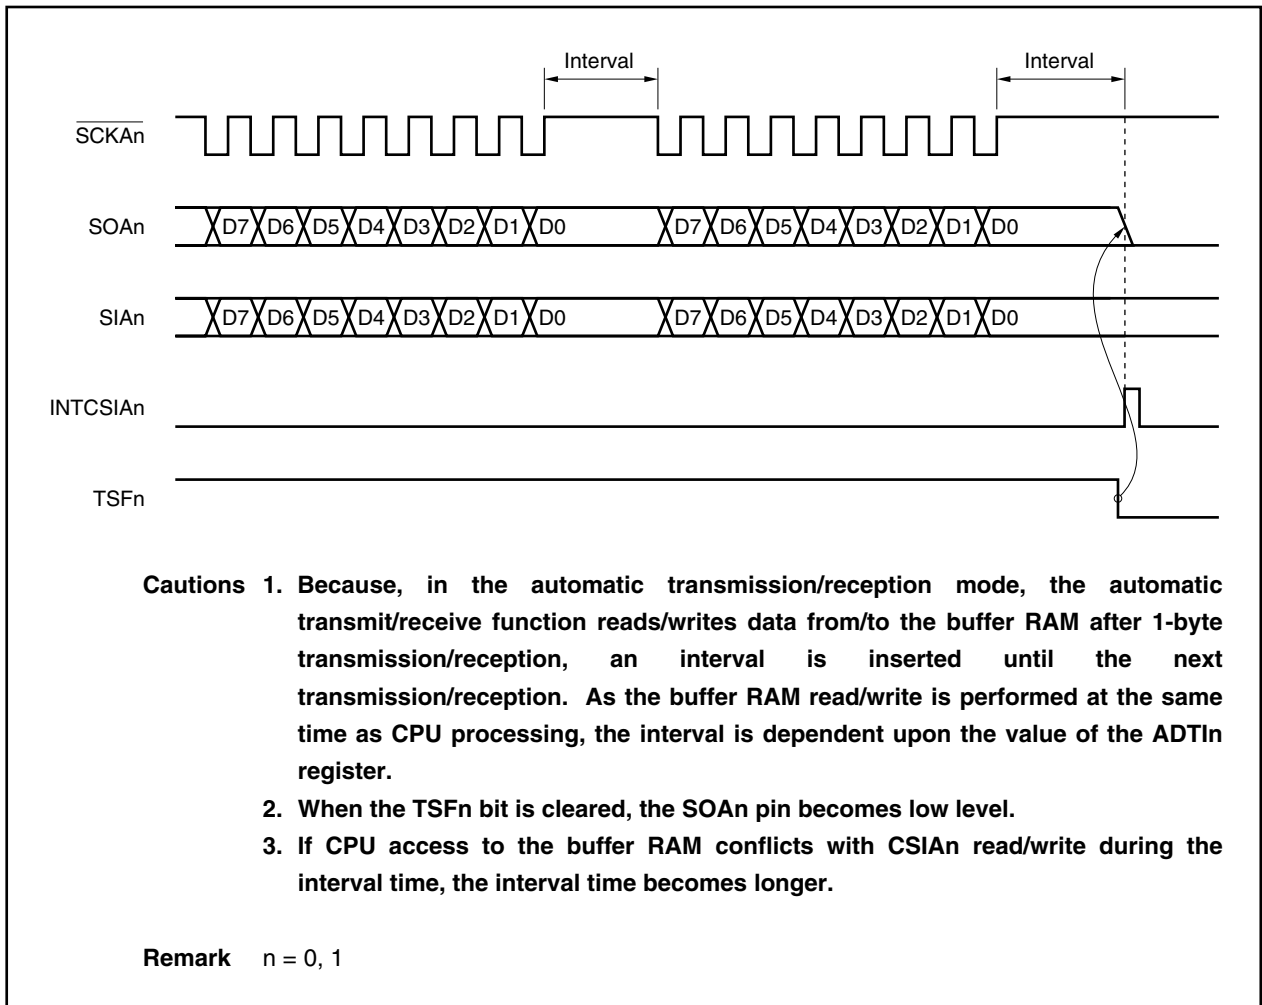 Interval Interval
SCKAn
SOAn D7 D6 D5 D4 D3 D2 D1 D0 D7 D6 D5 D4 D3 D2 D1 D0
SIAn D7 D6 D5 D4 D3 D2 D1 D0 D7 D6 D5 D4 D3 D2 D1 D0
INTCSIAn
TSFn
Cautions 1. Because, in the automatic transmission/reception mode, the automatic
transmit/receive function reads/writes data from/to the buffer RAM after 1-byte
transmission/reception, an interval is inserted until the next
transmission/reception. As the buffer RAM read/write is performed at the same
time as CPU processing, the interval is dependent upon the value of the ADTIn
register.
2. When the TSFn bit is cleared, the SOAn pin becomes low level.
3. If CPU access to the buffer RAM conflicts with CSIAn read/write during the
interval time, the interval time becomes longer.
Remark n = 0, 1